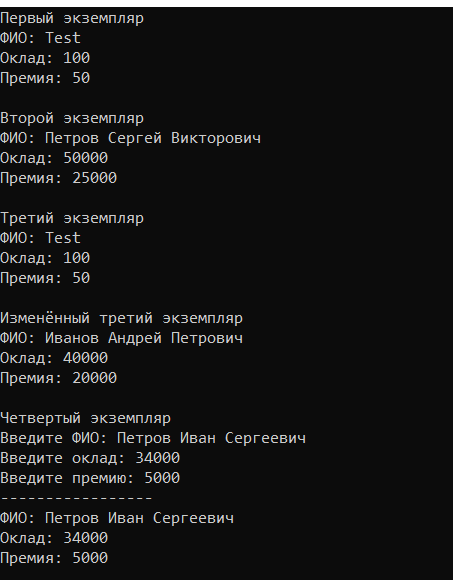 Первый экземпляр
ФИО: Test
Оклад: 100
Премия: 50
Второй экземпляр
ФИО: Петров Сергей Викторович
Оклад: 50000
Премия: 25000
Третий экземпляр
ФИО: Test
Оклад: 100
Премия: 50
Изменённый третий экземпляр
ФИО: Иванов Андрей Петрович
Оклад: 40000
Премия: 20000
Четвертый экземпляр
Введите ФИО: Петров Иван Сергеевич
Введите оклад: 34000
Введите премию: 5000
-----------------
ФИО: Петров Иван Сергеевич
Оклад: 34000
Премия: 5000